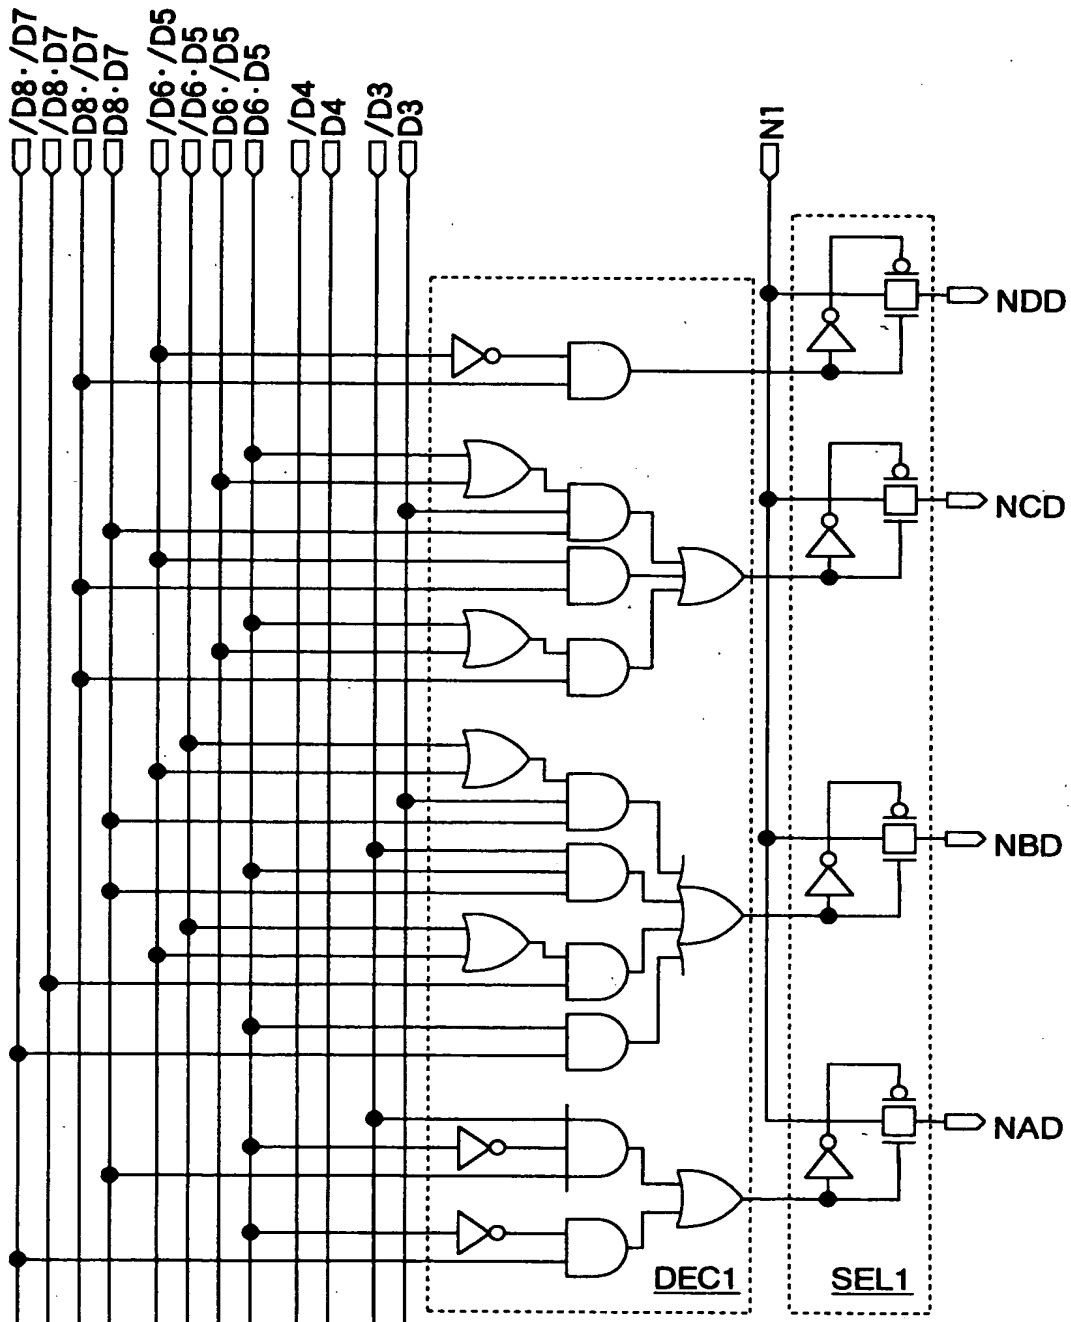 /D8·/D7
/D8·D7
D8·/D7
D8·D7
/D6·/D5
/D6·D5
D6·/D5
D6·D5
/D4
D4
/D3
D3
N1
NDD
NCD
NBD
NAD
DEC1
SEL1